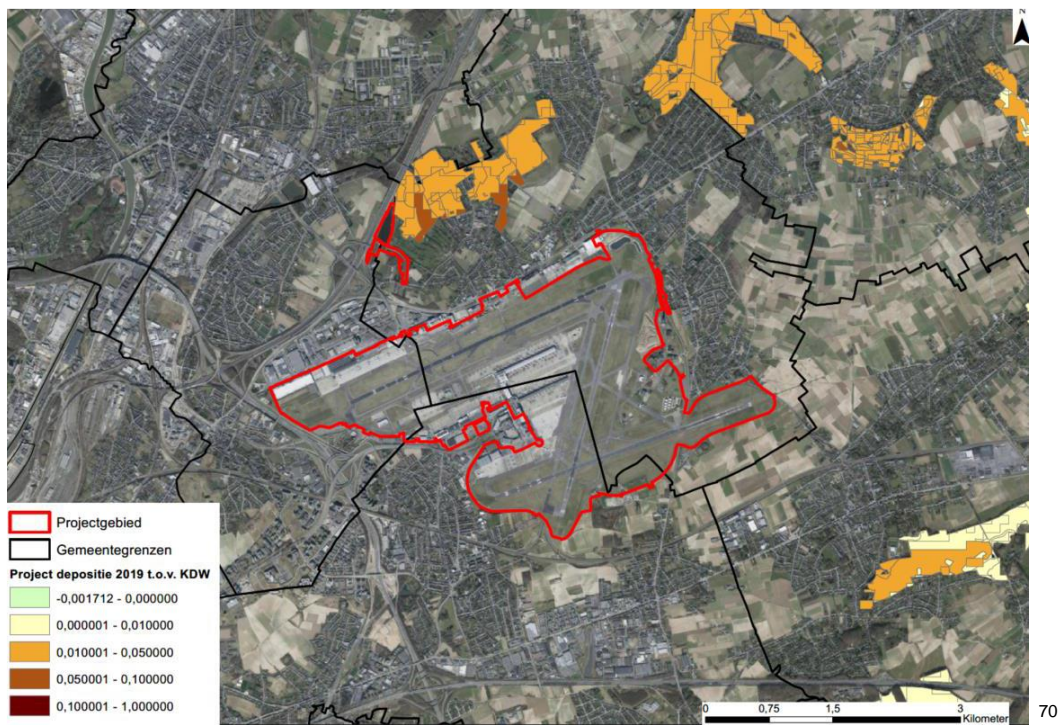 Projectgebied
Gemeentegrenzen
Project depositie 2019 t.o.v. KDW
-0,001712 - 0,000000
0,000001 - 0,010000
0,010001 - 0,050000
0,050001 - 0,100000
0,100001 - 1,000000
0 0,75 1,5 3
Kilometer
70